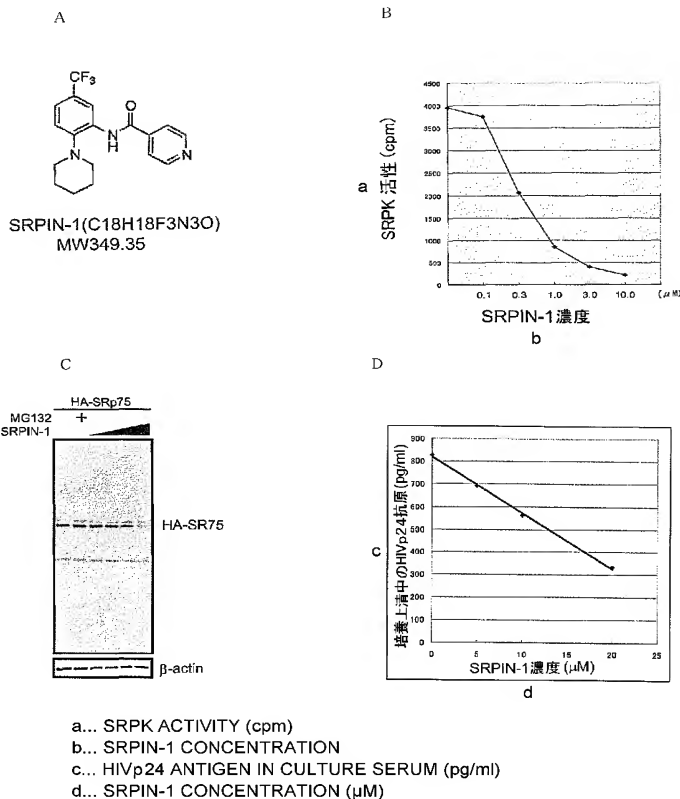 A
CF3
O
N
N
H
N
SRPIN-1(C18H18F3N3O)
MW349.35
B
4500
4000
3500
3000
2500
2000
1500
1000
500
0
a
SRPK 活性 (cpm)
0.1 0.3 1.0 3.0 10.0 (μM)
SRPIN-1濃度
b
C
HA-SRp75
MG132 +
SRPIN-1
HA-SR75
β-actin
D
900
800
700
600
500
400
300
200
100
0
c
培養上清中のHIVp24抗原 (pg/ml)
0 5 10 15 20 25
SRPIN-1濃度(μM)
d
a... SRPK ACTIVITY (cpm)
b... SRPIN-1 CONCENTRATION
c... HIVp24 ANTIGEN IN CULTURE SERUM (pg/ml)
d... SRPIN-1 CONCENTRATION (μM)